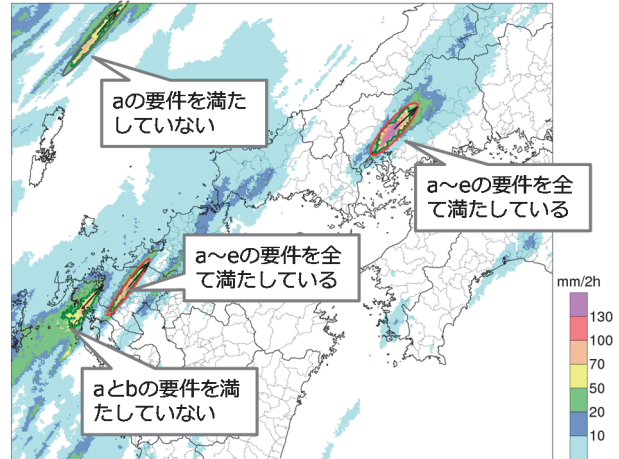 aの要件を満た
していない
a～eの要件を全
て満たしている
a～eの要件を全
て満たしている
aとbの要件を満
たしていない
mm/2h
130
100
70
50
20
10